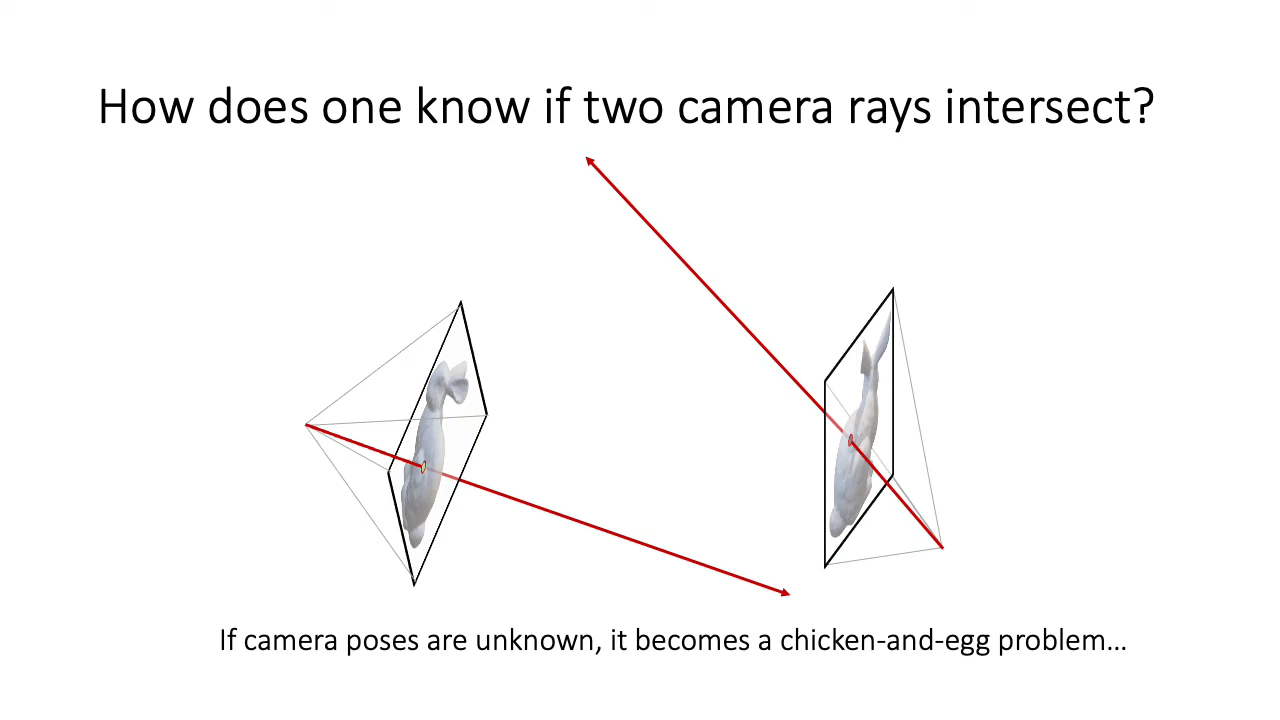 How does one know if two camera rays intersect?
If camera poses are unknown, it becomes a chicken-and-egg problem…